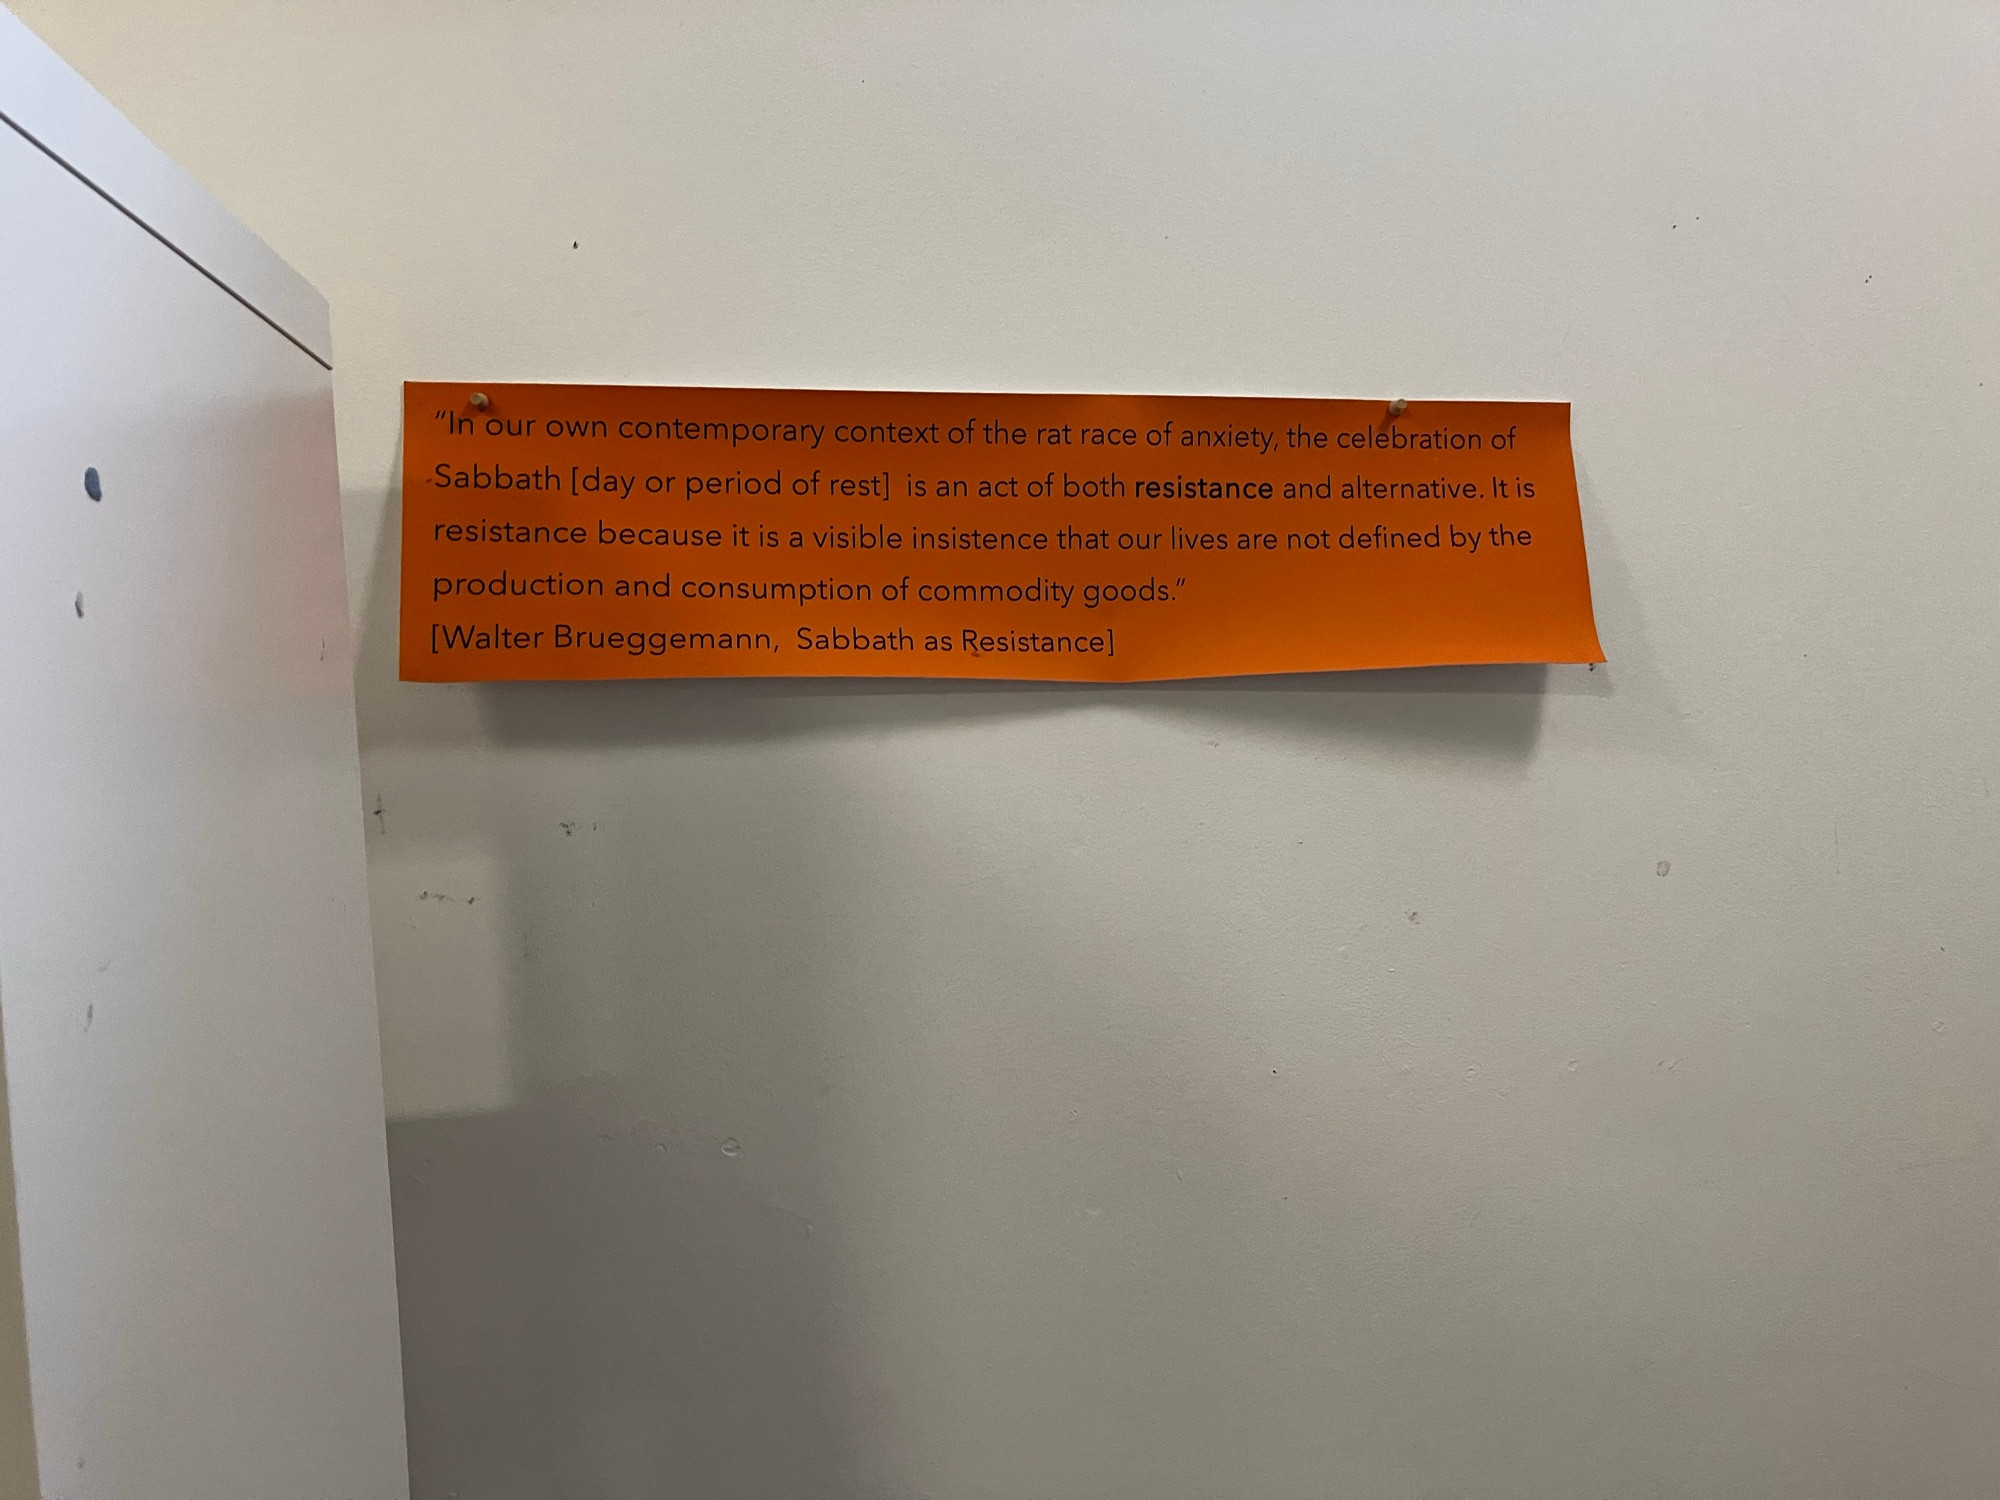 “In our own contemporary context of the rat race of anxiety, the celebration of
Sabbath [day or period of rest]  is an act of both resistance and alternative. It is
resistance because it is a visible insistence that our lives are not defined by the
production and consumption of commodity goods.”
[Walter Brueggemann,  Sabbath as Resistance]